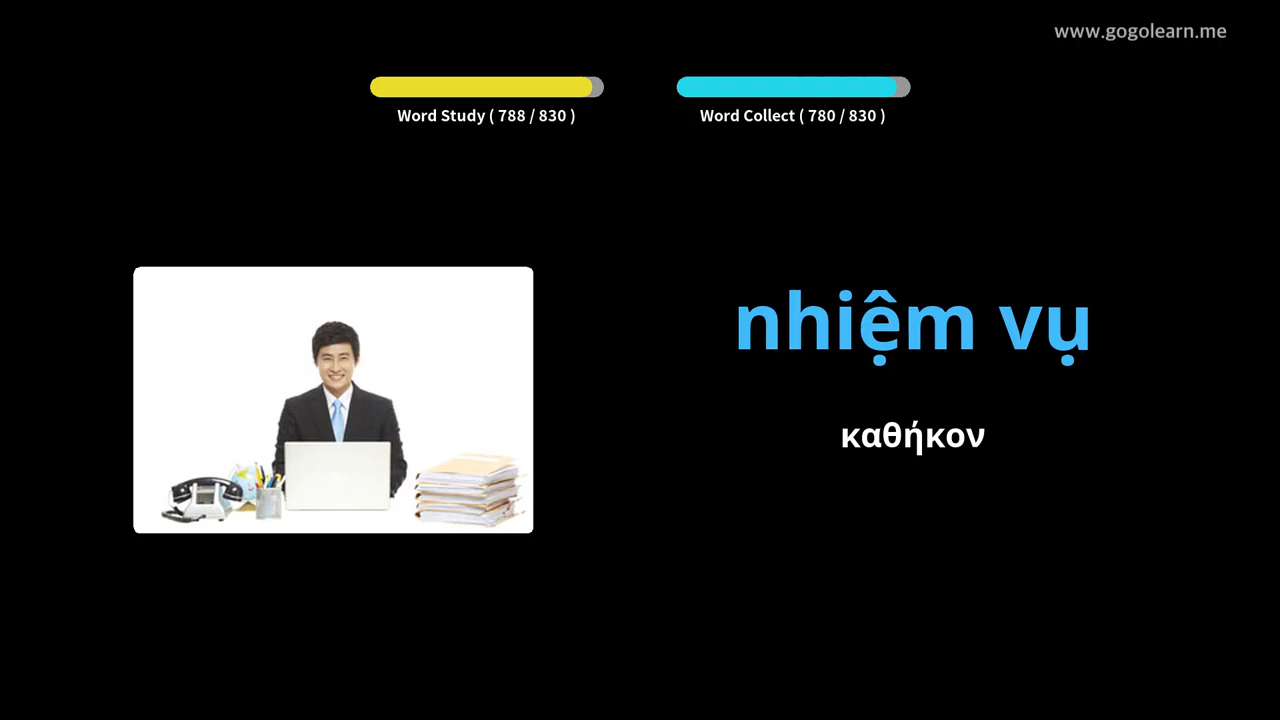 www.gogolearn.me
Word Study ( 788 / 830 )
Word Collect ( 780 / 830 )
nhiệm vụ
καθήκον